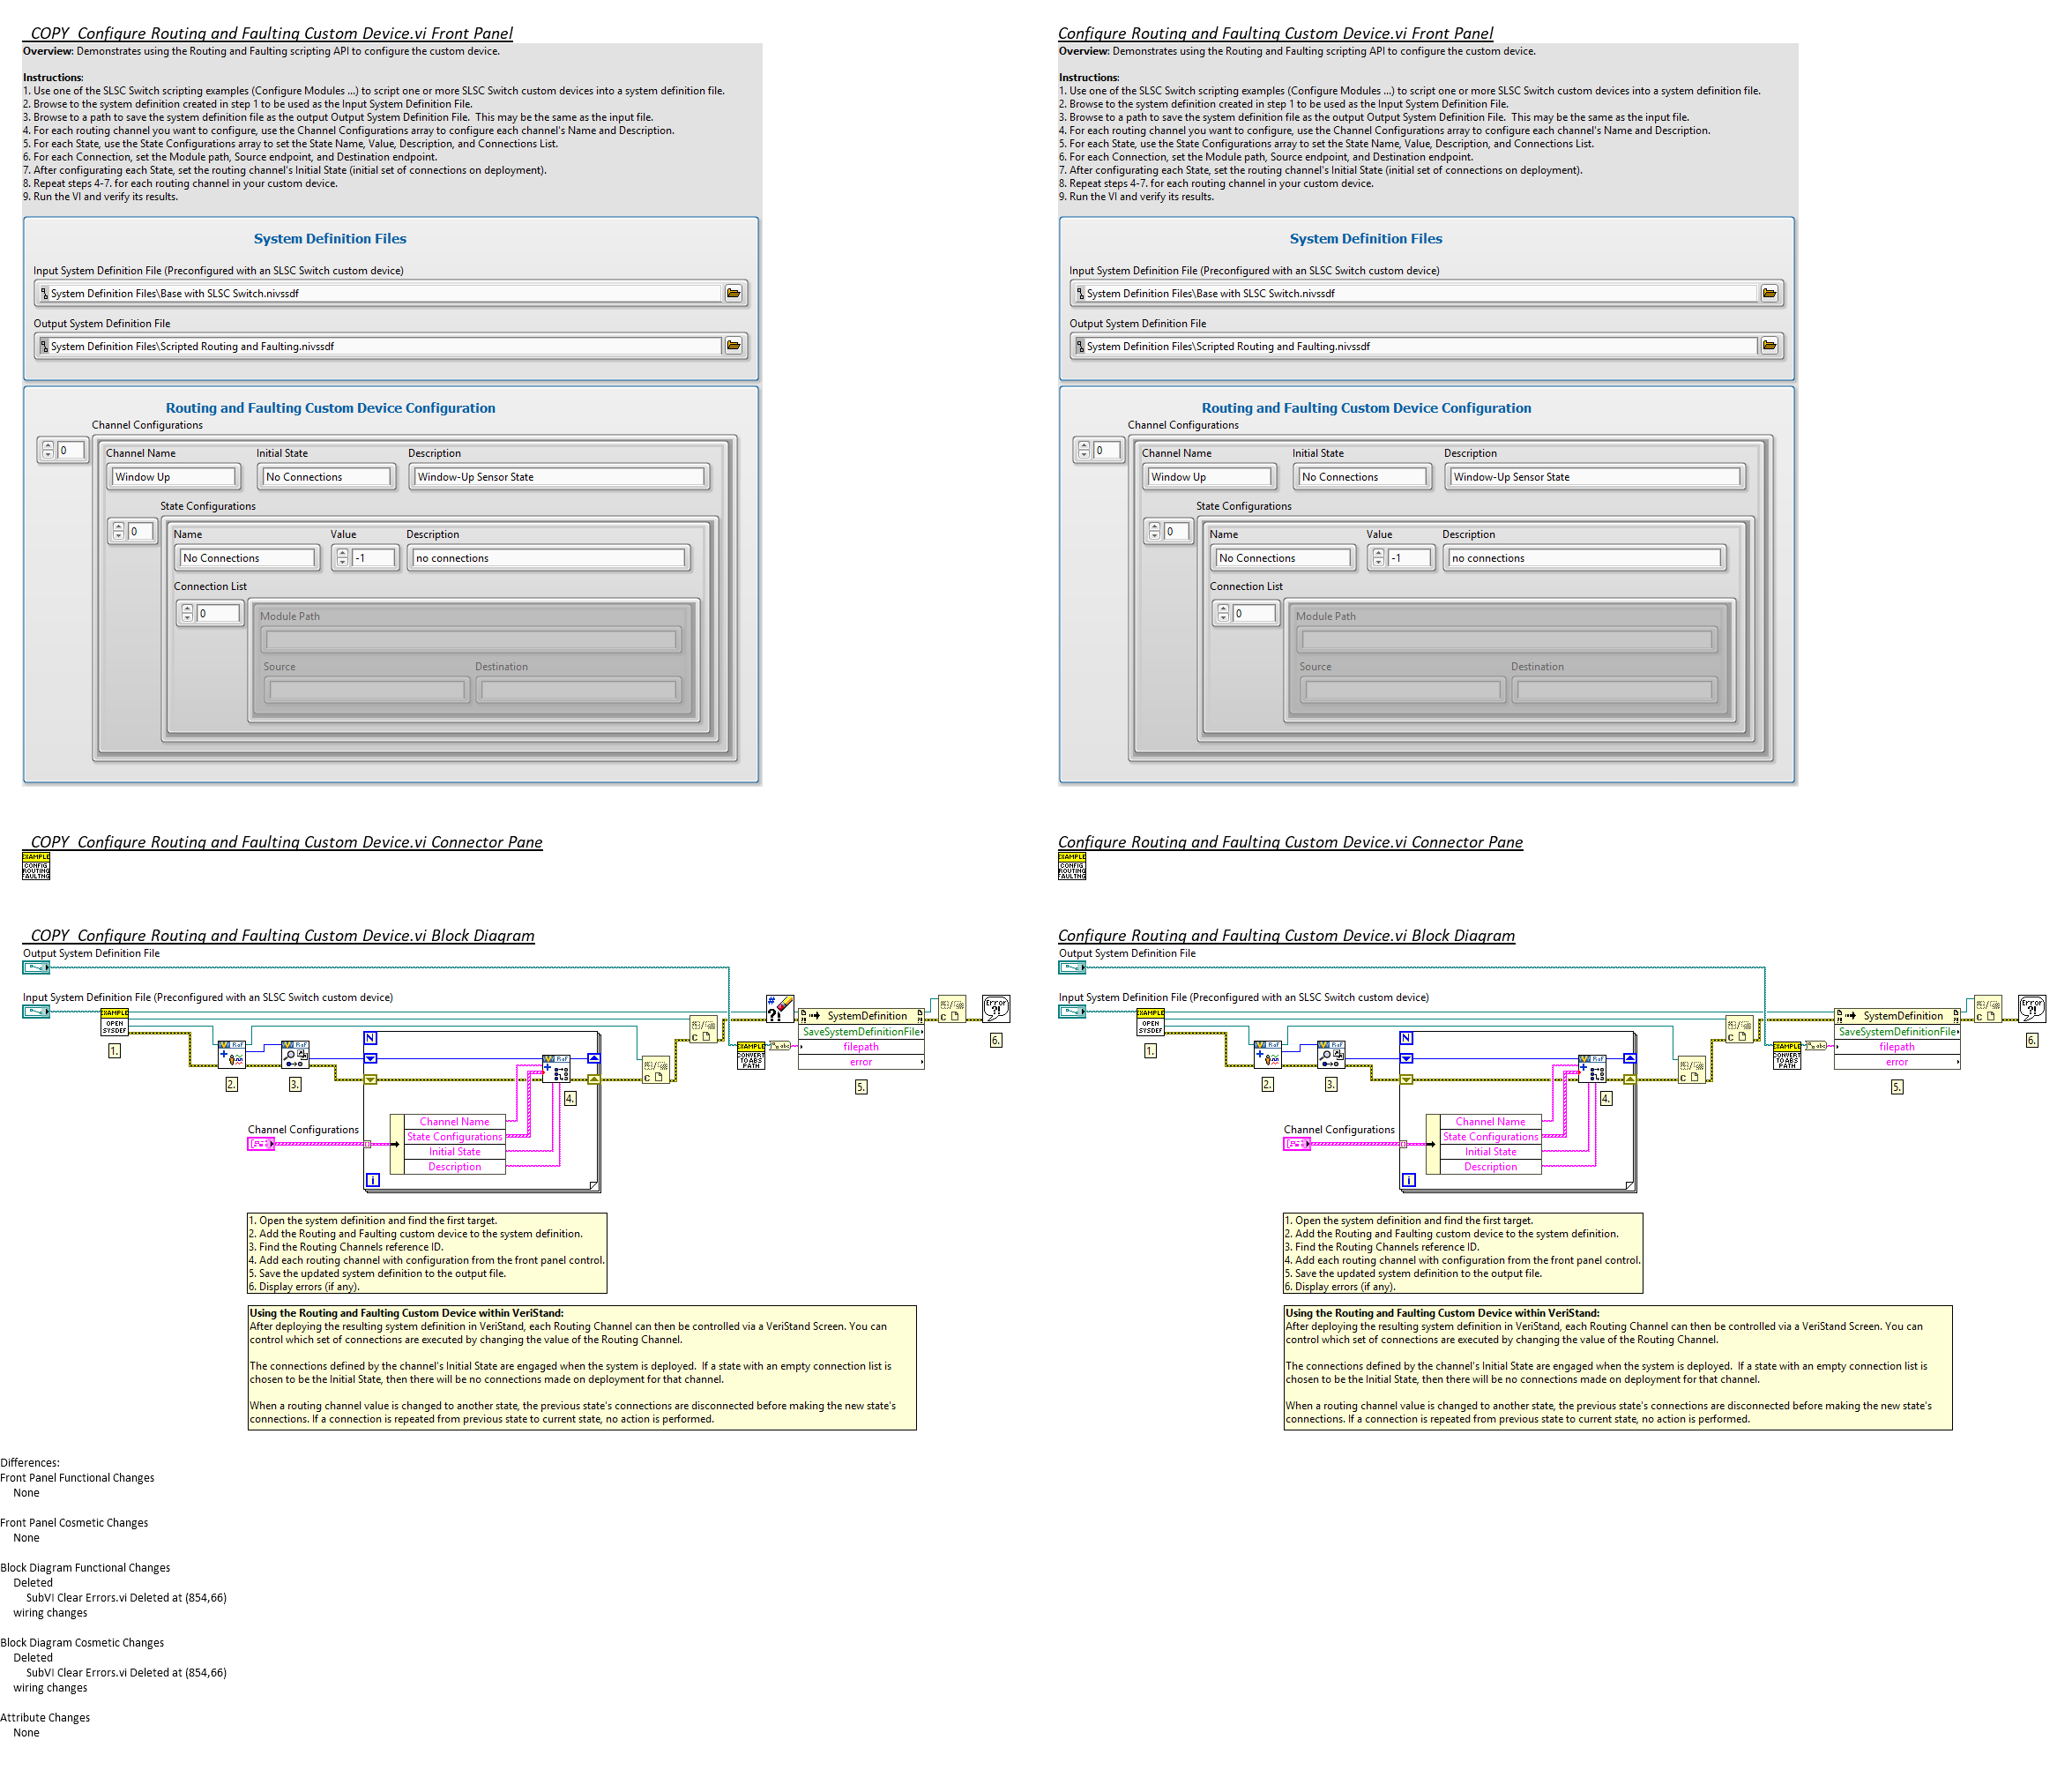 COPY  Configure Routing and Faulting Custom Device.vi Front Panel
Overview: Demonstrates using the Routing and Faulting scripting API to configure the custom device.
Instructions:
1. Use one of the SLSC Switch scripting examples (Configure Modules ...) to script one or more SLSC Switch custom devices into a system definition file.
2. Browse to the system definition created in step 1 to be used as the Input System Definition File.
3. Browse to a path to save the system definition file as the output Output System Definition File.  This may be the same as the input file.
4. For each routing channel you want to configure, use the Channel Configurations array to configure each channel's Name and Description.
5. For each State, use the State Configurations array to set the State Name, Value, Description, and Connections List.
6. For each Connection, set the Module path, Source endpoint, and Destination endpoint.
7. After configurating each State, set the routing channel's Initial State (initial set of connections on deployment).
8. Repeat steps 4-7. for each routing channel in your custom device.
9. Run the VI and verify its results.
System Definition Files
Input System Definition File (Preconfigured with an SLSC Switch custom device)
System Definition Files\Base with SLSC Switch.nivssdf
Output System Definition File
System Definition Files\Scripted Routing and Faulting.nivssdf
Routing and Faulting Custom Device Configuration
Channel Configurations
0
Channel Name Initial State Description
Window Up No Connections Window-Up Sensor State
State Configurations
0
Name Value Description
No Connections -1 no connections
Connection List
0
Module Path
Source Destination
Configure Routing and Faulting Custom Device.vi Front Panel
Overview: Demonstrates using the Routing and Faulting scripting API to configure the custom device.
Instructions:
1. Use one of the SLSC Switch scripting examples (Configure Modules ...) to script one or more SLSC Switch custom devices into a system definition file.
2. Browse to the system definition created in step 1 to be used as the Input System Definition File.
3. Browse to a path to save the system definition file as the output Output System Definition File.  This may be the same as the input file.
4. For each routing channel you want to configure, use the Channel Configurations array to configure each channel's Name and Description.
5. For each State, use the State Configurations array to set the State Name, Value, Description, and Connections List.
6. For each Connection, set the Module path, Source endpoint, and Destination endpoint.
7. After configurating each State, set the routing channel's Initial State (initial set of connections on deployment).
8. Repeat steps 4-7. for each routing channel in your custom device.
9. Run the VI and verify its results.
System Definition Files
Input System Definition File (Preconfigured with an SLSC Switch custom device)
System Definition Files\Base with SLSC Switch.nivssdf
Output System Definition File
System Definition Files\Scripted Routing and Faulting.nivssdf
Routing and Faulting Custom Device Configuration
Channel Configurations
0
Channel Name Initial State Description
Window Up No Connections Window-Up Sensor State
State Configurations
0
Name Value Description
No Connections -1 no connections
Connection List
0
Module Path
Source Destination
COPY  Configure Routing and Faulting Custom Device.vi Connector Pane
EXAMPLE
CONFIG
ROUTING
FAULTNG
Configure Routing and Faulting Custom Device.vi Connector Pane
EXAMPLE
CONFIG
ROUTING
FAULTNG
COPY  Configure Routing and Faulting Custom Device.vi Block Diagram
Output System Definition File
Input System Definition File (Preconfigured with an SLSC Switch custom device)
EXAMPLE
OPEN
SYSDEF
1.
2.
3.
N
4.
# ?!
SystemDefinition
SaveSystemDefinitionFile
filepath
error
EXAMPLE
CONVERT
TO ABS
PATH
5.
Error
?!
6.
Channel Configurations
Channel Name
State Configurations
Initial State
Description
i
1. Open the system definition and find the first target.
2. Add the Routing and Faulting custom device to the system definition.
3. Find the Routing Channels reference ID.
4. Add each routing channel with configuration from the front panel control.
5. Save the updated system definition to the output file.
6. Display errors (if any).
Using the Routing and Faulting Custom Device within VeriStand:
After deploying the resulting system definition in VeriStand, each Routing Channel can then be controlled via a VeriStand Screen. You can
control which set of connections are executed by changing the value of the Routing Channel.
The connections defined by the channel's Initial State are engaged when the system is deployed.  If a state with an empty connection list is
chosen to be the Initial State, then there will be no connections made on deployment for that channel.
When a routing channel value is changed to another state, the previous state's connections are disconnected before making the new state's
connections. If a connection is repeated from previous state to current state, no action is performed.
Configure Routing and Faulting Custom Device.vi Block Diagram
Output System Definition File
Input System Definition File (Preconfigured with an SLSC Switch custom device)
EXAMPLE
OPEN
SYSDEF
1.
2.
3.
N
4.
SystemDefinition
SaveSystemDefinitionFile
filepath
error
EXAMPLE
CONVERT
TO ABS
PATH
5.
Error
?!
6.
Channel Configurations
Channel Name
State Configurations
Initial State
Description
i
1. Open the system definition and find the first target.
2. Add the Routing and Faulting custom device to the system definition.
3. Find the Routing Channels reference ID.
4. Add each routing channel with configuration from the front panel control.
5. Save the updated system definition to the output file.
6. Display errors (if any).
Using the Routing and Faulting Custom Device within VeriStand:
After deploying the resulting system definition in VeriStand, each Routing Channel can then be controlled via a VeriStand Screen. You can
control which set of connections are executed by changing the value of the Routing Channel.
The connections defined by the channel's Initial State are engaged when the system is deployed.  If a state with an empty connection list is
chosen to be the Initial State, then there will be no connections made on deployment for that channel.
When a routing channel value is changed to another state, the previous state's connections are disconnected before making the new state's
connections. If a connection is repeated from previous state to current state, no action is performed.
Differences:
Front Panel Functional Changes
None
Front Panel Cosmetic Changes
None
Block Diagram Functional Changes
Deleted
SubVI Clear Errors.vi Deleted at (854,66)
wiring changes
Block Diagram Cosmetic Changes
Deleted
SubVI Clear Errors.vi Deleted at (854,66)
wiring changes
Attribute Changes
None